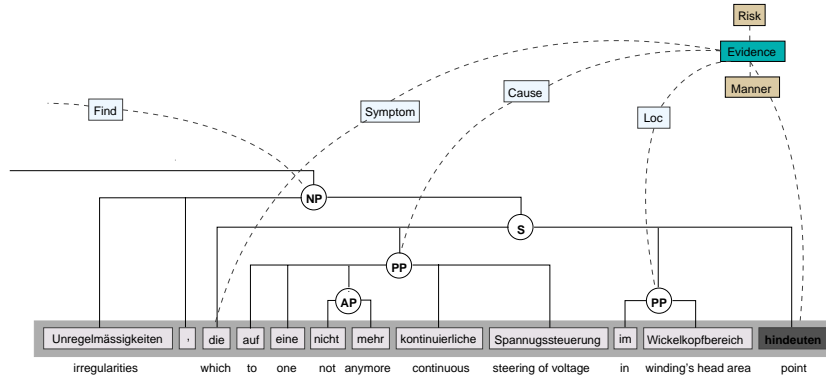 Risk
Evidence
Manner
Find
Symptom
Cause
Loc
NP
S
PP
AP
PP
Unregelmässigkeiten , die auf eine nicht mehr kontinuierliche Spannugssteuerung im Wickelkopfbereich hindeuten
irregularities which to one not anymore continuous steering of voltage in winding's head area point